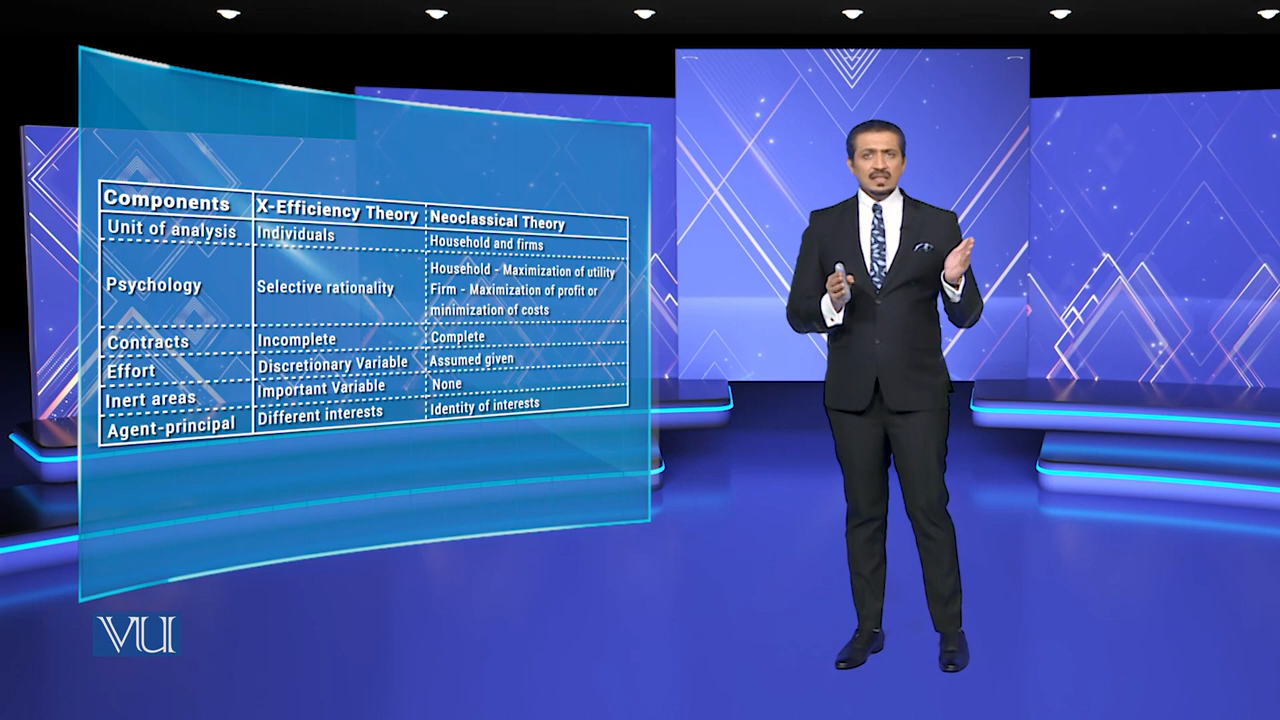 Components X-Efficiency Theory Neoclassical Theory
Unit of analysis Individuals Household and firms
Psychology Selective rationality Household - Maximization of utility
Firm - Maximization of profit or
minimization of costs
Contracts Incomplete Complete
Effort Discretionary Variable Assumed given
Inert areas Important Variable None
Agent-principal Different interests Identity of interests
VU